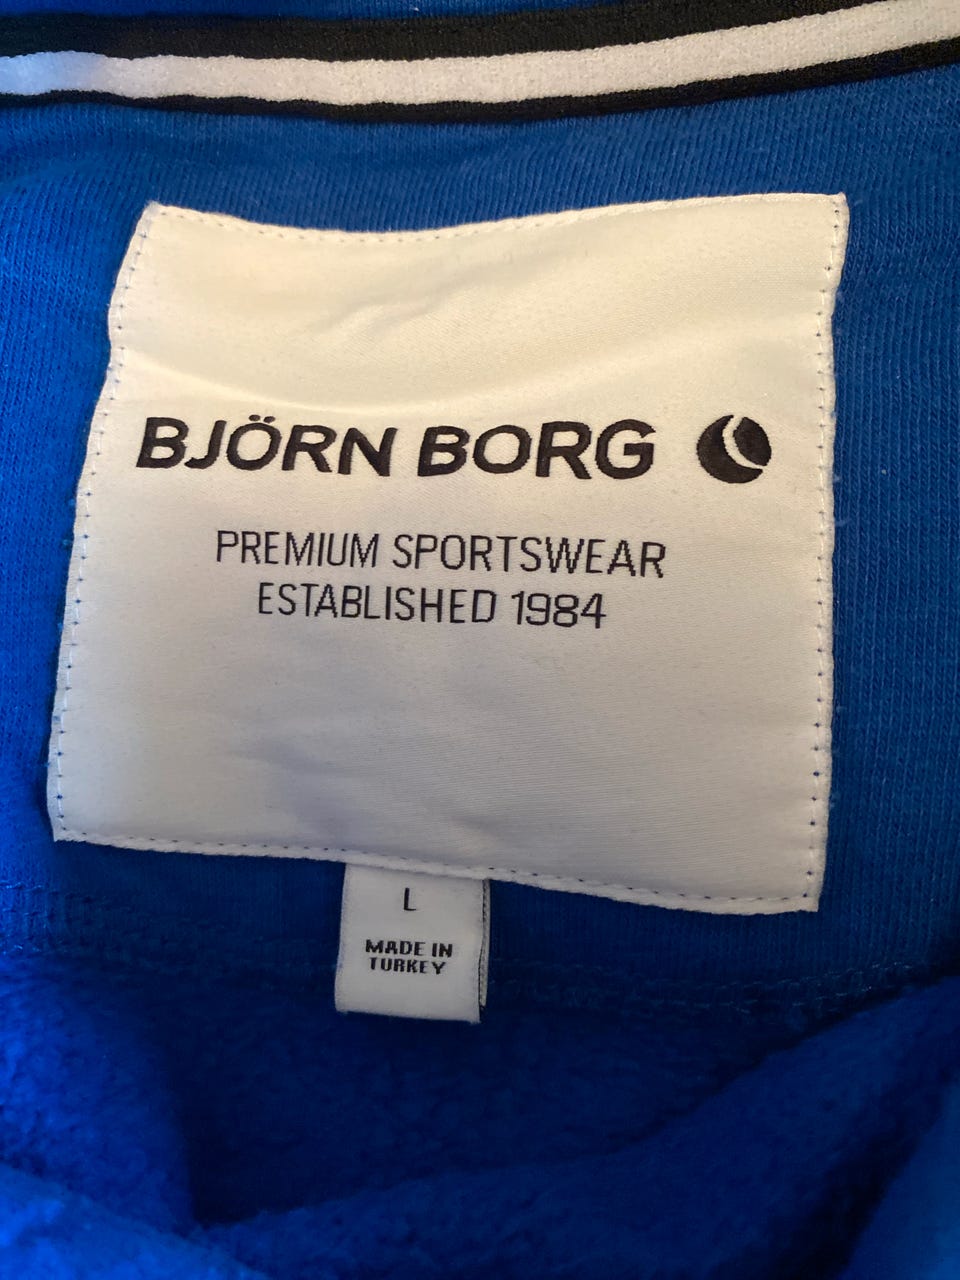 BJÖRN BORG
PREMIUM SPORTSWEAR
ESTABLISHED 1984
L
MADE IN
TURKEY